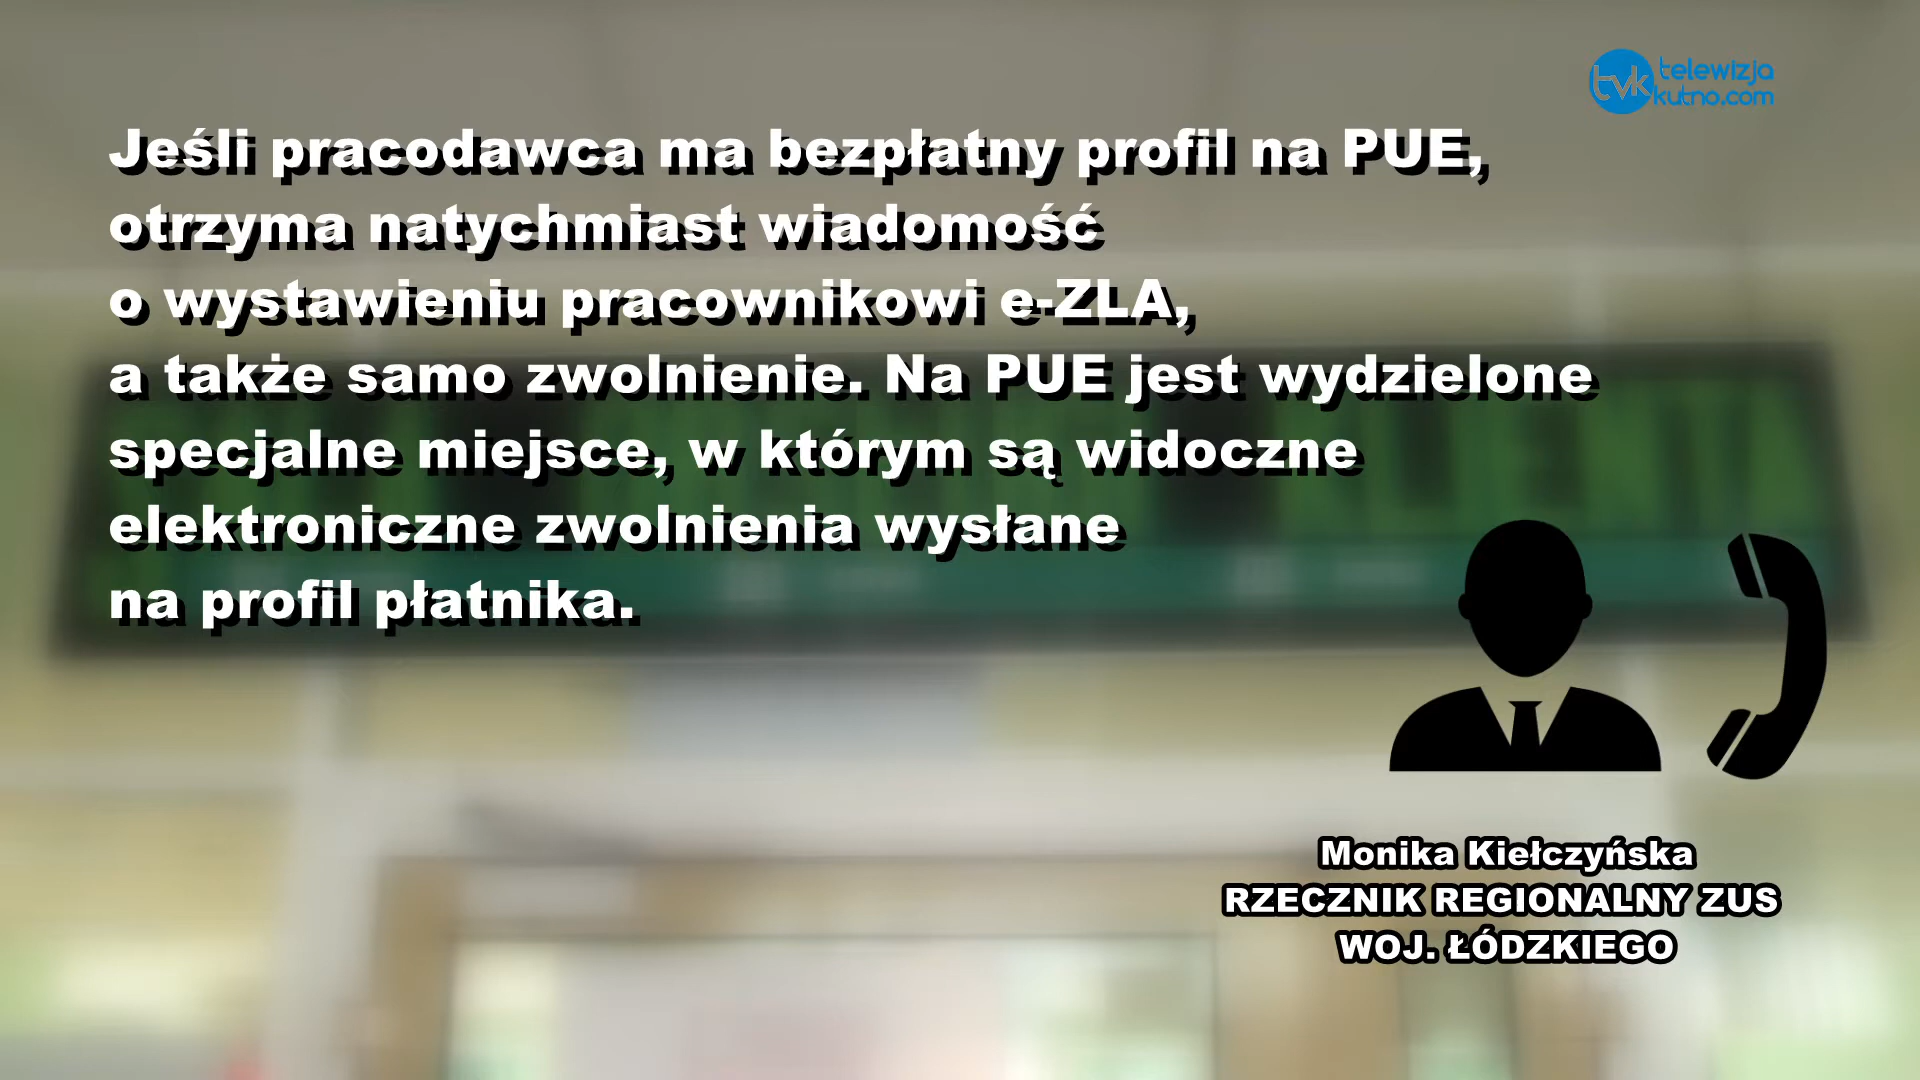 tvk telewizja
kutno.com
Jeśli pracodawca ma bezpłatny profil na PUE,
otrzyma natychmiast wiadomość
o wystawieniu pracownikowi e-ZLA,
a także samo zwolnienie. Na PUE jest wydzielone
specjalne miejsce, w którym są widoczne
elektroniczne zwolnienia wysłane
na profil płatnika.
Monika Kiełczyńska
RZECZNIK REGIONALNY ZUS
WOJ. ŁÓDZKIEGO